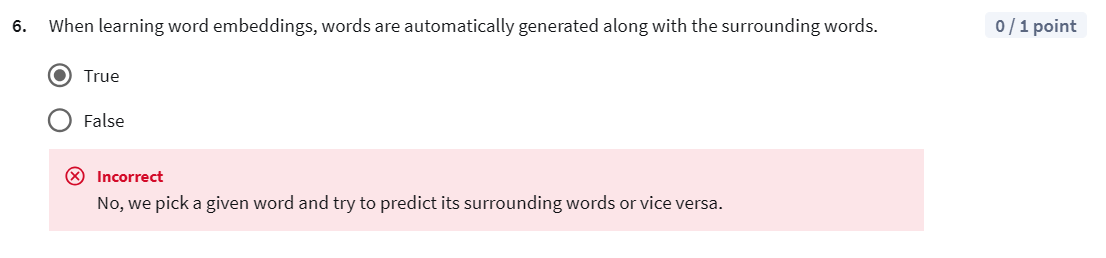 6. When learning word embeddings, words are automatically generated along with the surrounding words. 0 / 1 point
True
False
Incorrect
No, we pick a given word and try to predict its surrounding words or vice versa.